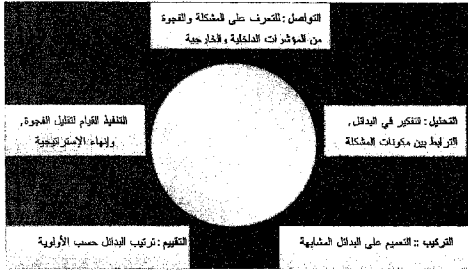 التواصل : للتعرف على المشكلة والفجوة
من المؤشرات الداخلية والخارجية
التحليل : للتفكير في البدائل،
الترابط بين مكونات المشكلة
التركيب :: التعميم على البدائل المشابهة
التقييم : ترتيب البدائل حسب الأولوية
التنفيذ القيام لتقليل الفجوة،
وإنهاء الإستراتيجية